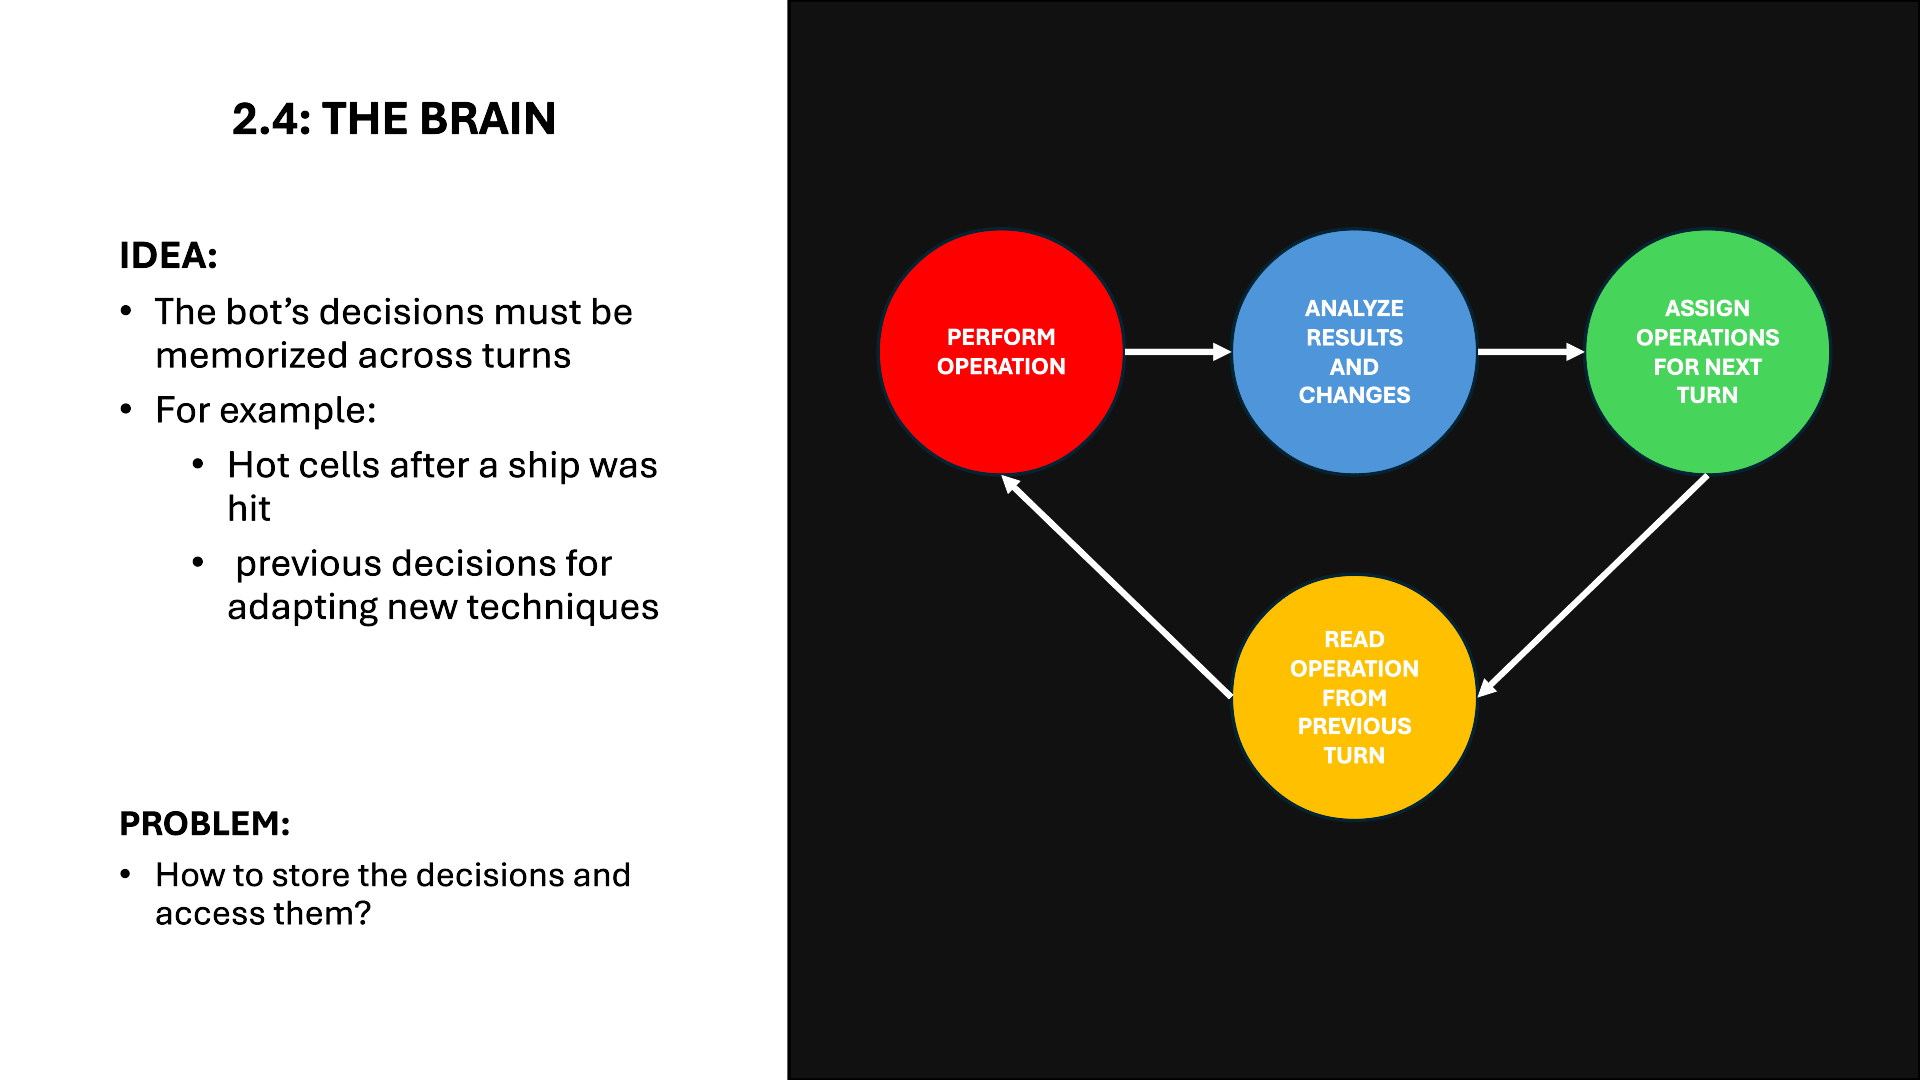 2.4: THE BRAIN
IDEA:
• The bot’s decisions must be
memorized across turns
• For example:
• Hot cells after a ship was
hit
• previous decisions for
adapting new techniques
PROBLEM:
• How to store the decisions and
access them?
PERFORM
OPERATION
ANALYZE
RESULTS
AND
CHANGES
ASSIGN
OPERATIONS
FOR NEXT
TURN
READ
OPERATION
FROM
PREVIOUS
TURN